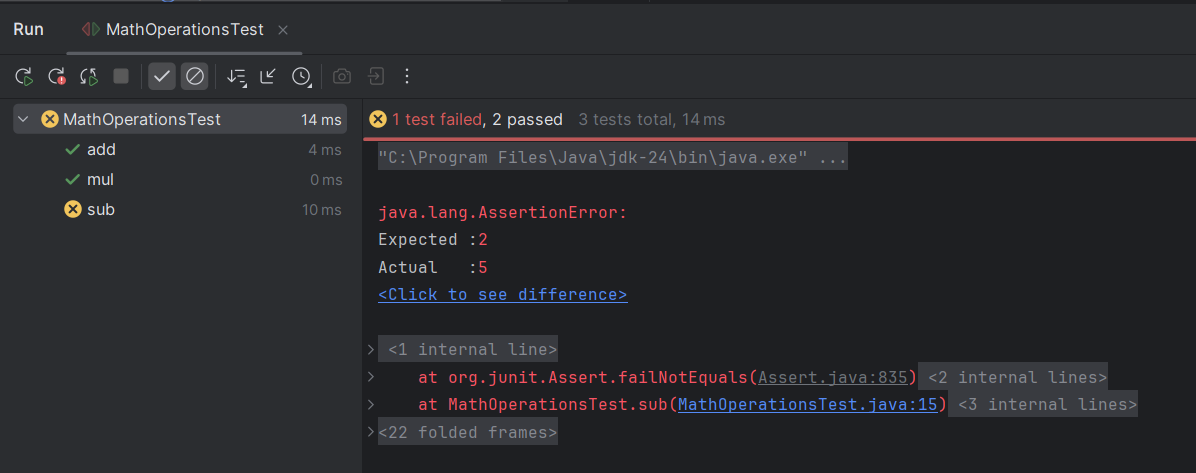 Run MathOperationsTest
MathOperationsTest 14 ms
add 4 ms
mul 0 ms
sub 10 ms
1 test failed, 2 passed 3 tests total, 14 ms
"C:\Program Files\Java\jdk-24\bin\java.exe" ...
java.lang.AssertionError:
Expected :2
Actual   :5
<Click to see difference>
<1 internal line>
at org.junit.Assert.failNotEquals(Assert.java:835) <2 internal lines>
at MathOperationsTest.sub(MathOperationsTest.java:15) <3 internal lines>
<22 folded frames>